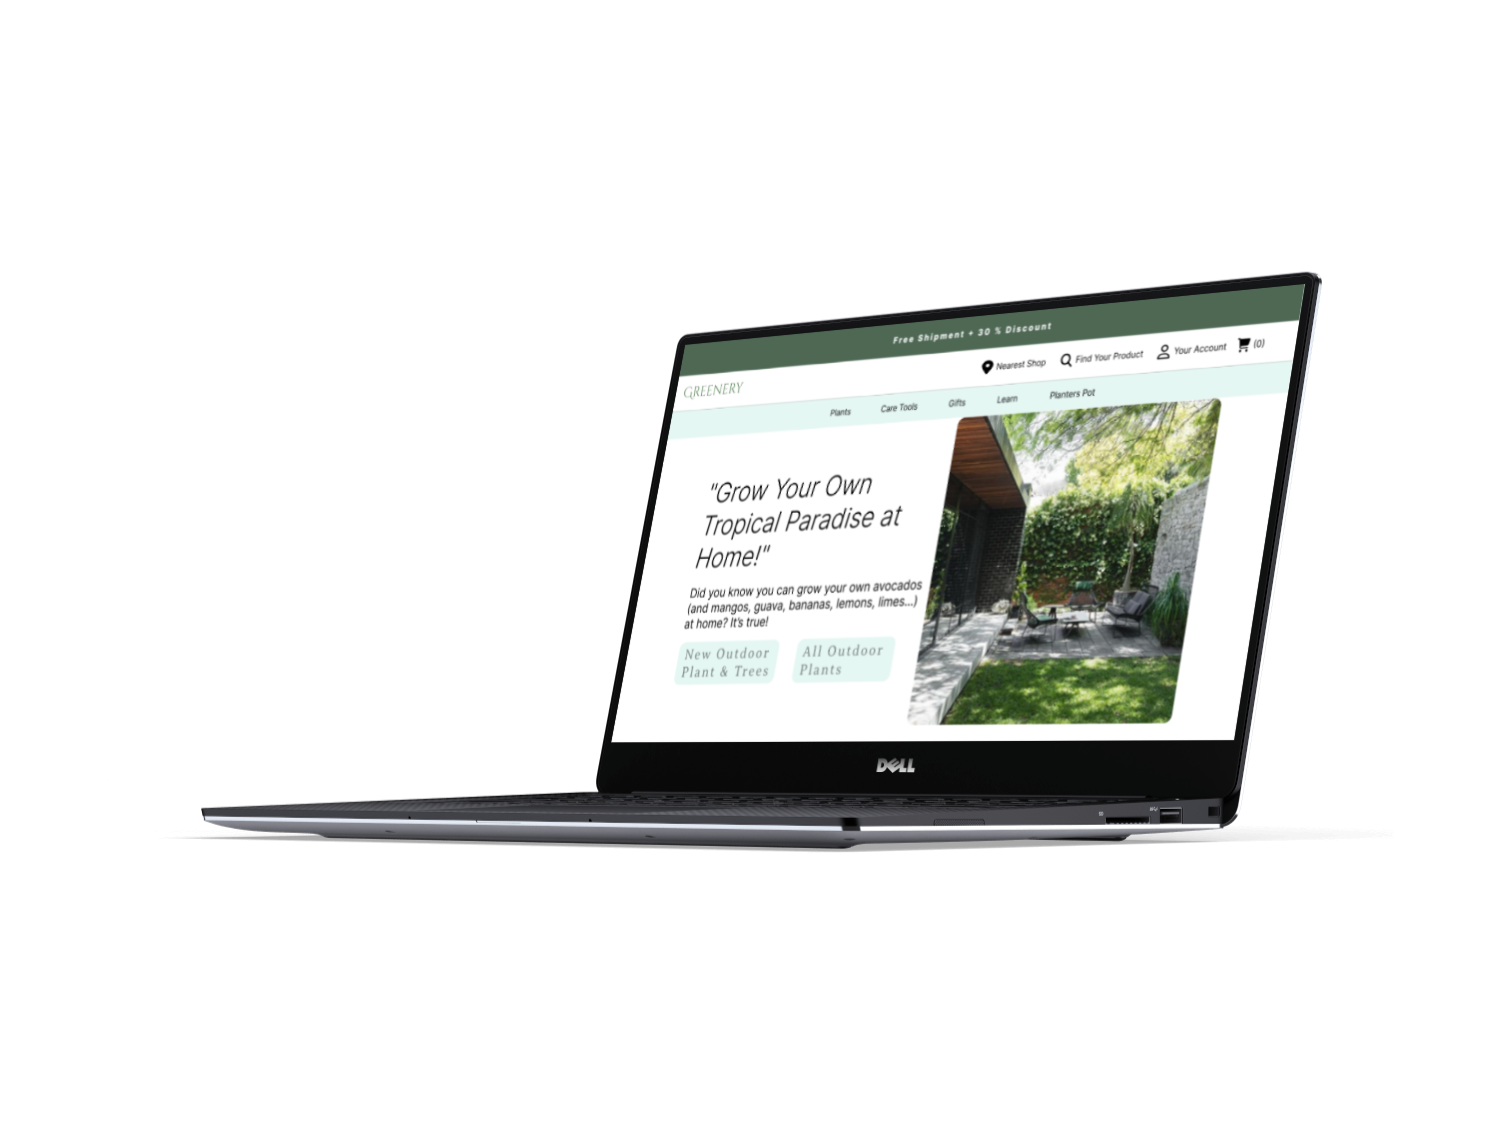 Free Shipment + 30 % Discount
GREENERY
Nearest Shop
Find Your Product
Your Account
(0)
Plants
Care Tools
Gifts
Learn
Planters Pot
"Grow Your Own
Tropical Paradise at
Home!"
Did you know you can grow your own avocados
(and mangos, guava, bananas, lemons, limes...)
at home? It's true!
New Outdoor
Plant & Trees
All Outdoor
Plants
DELL